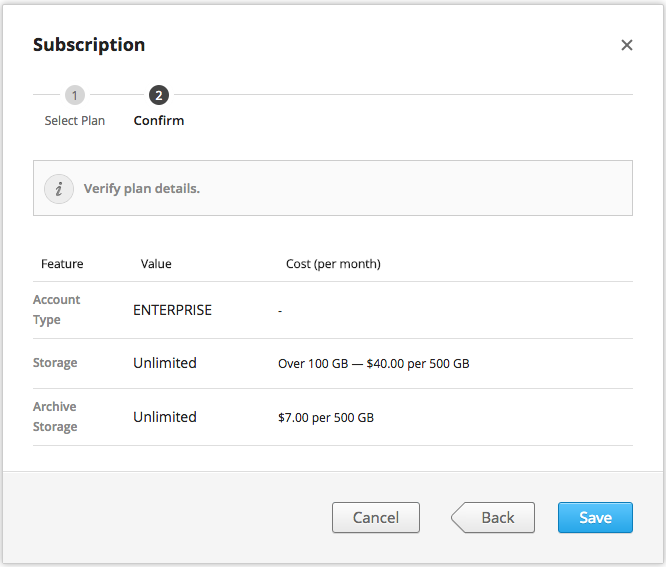 Subscription
1
2
Select Plan
Confirm
i
Verify plan details.
Feature Value Cost (per month)
Account
Type
ENTERPRISE
-
Storage Unlimited Over 100 GB — $40.00 per 500 GB
Archive
Storage
Unlimited
$7.00 per 500 GB
Cancel Back Save